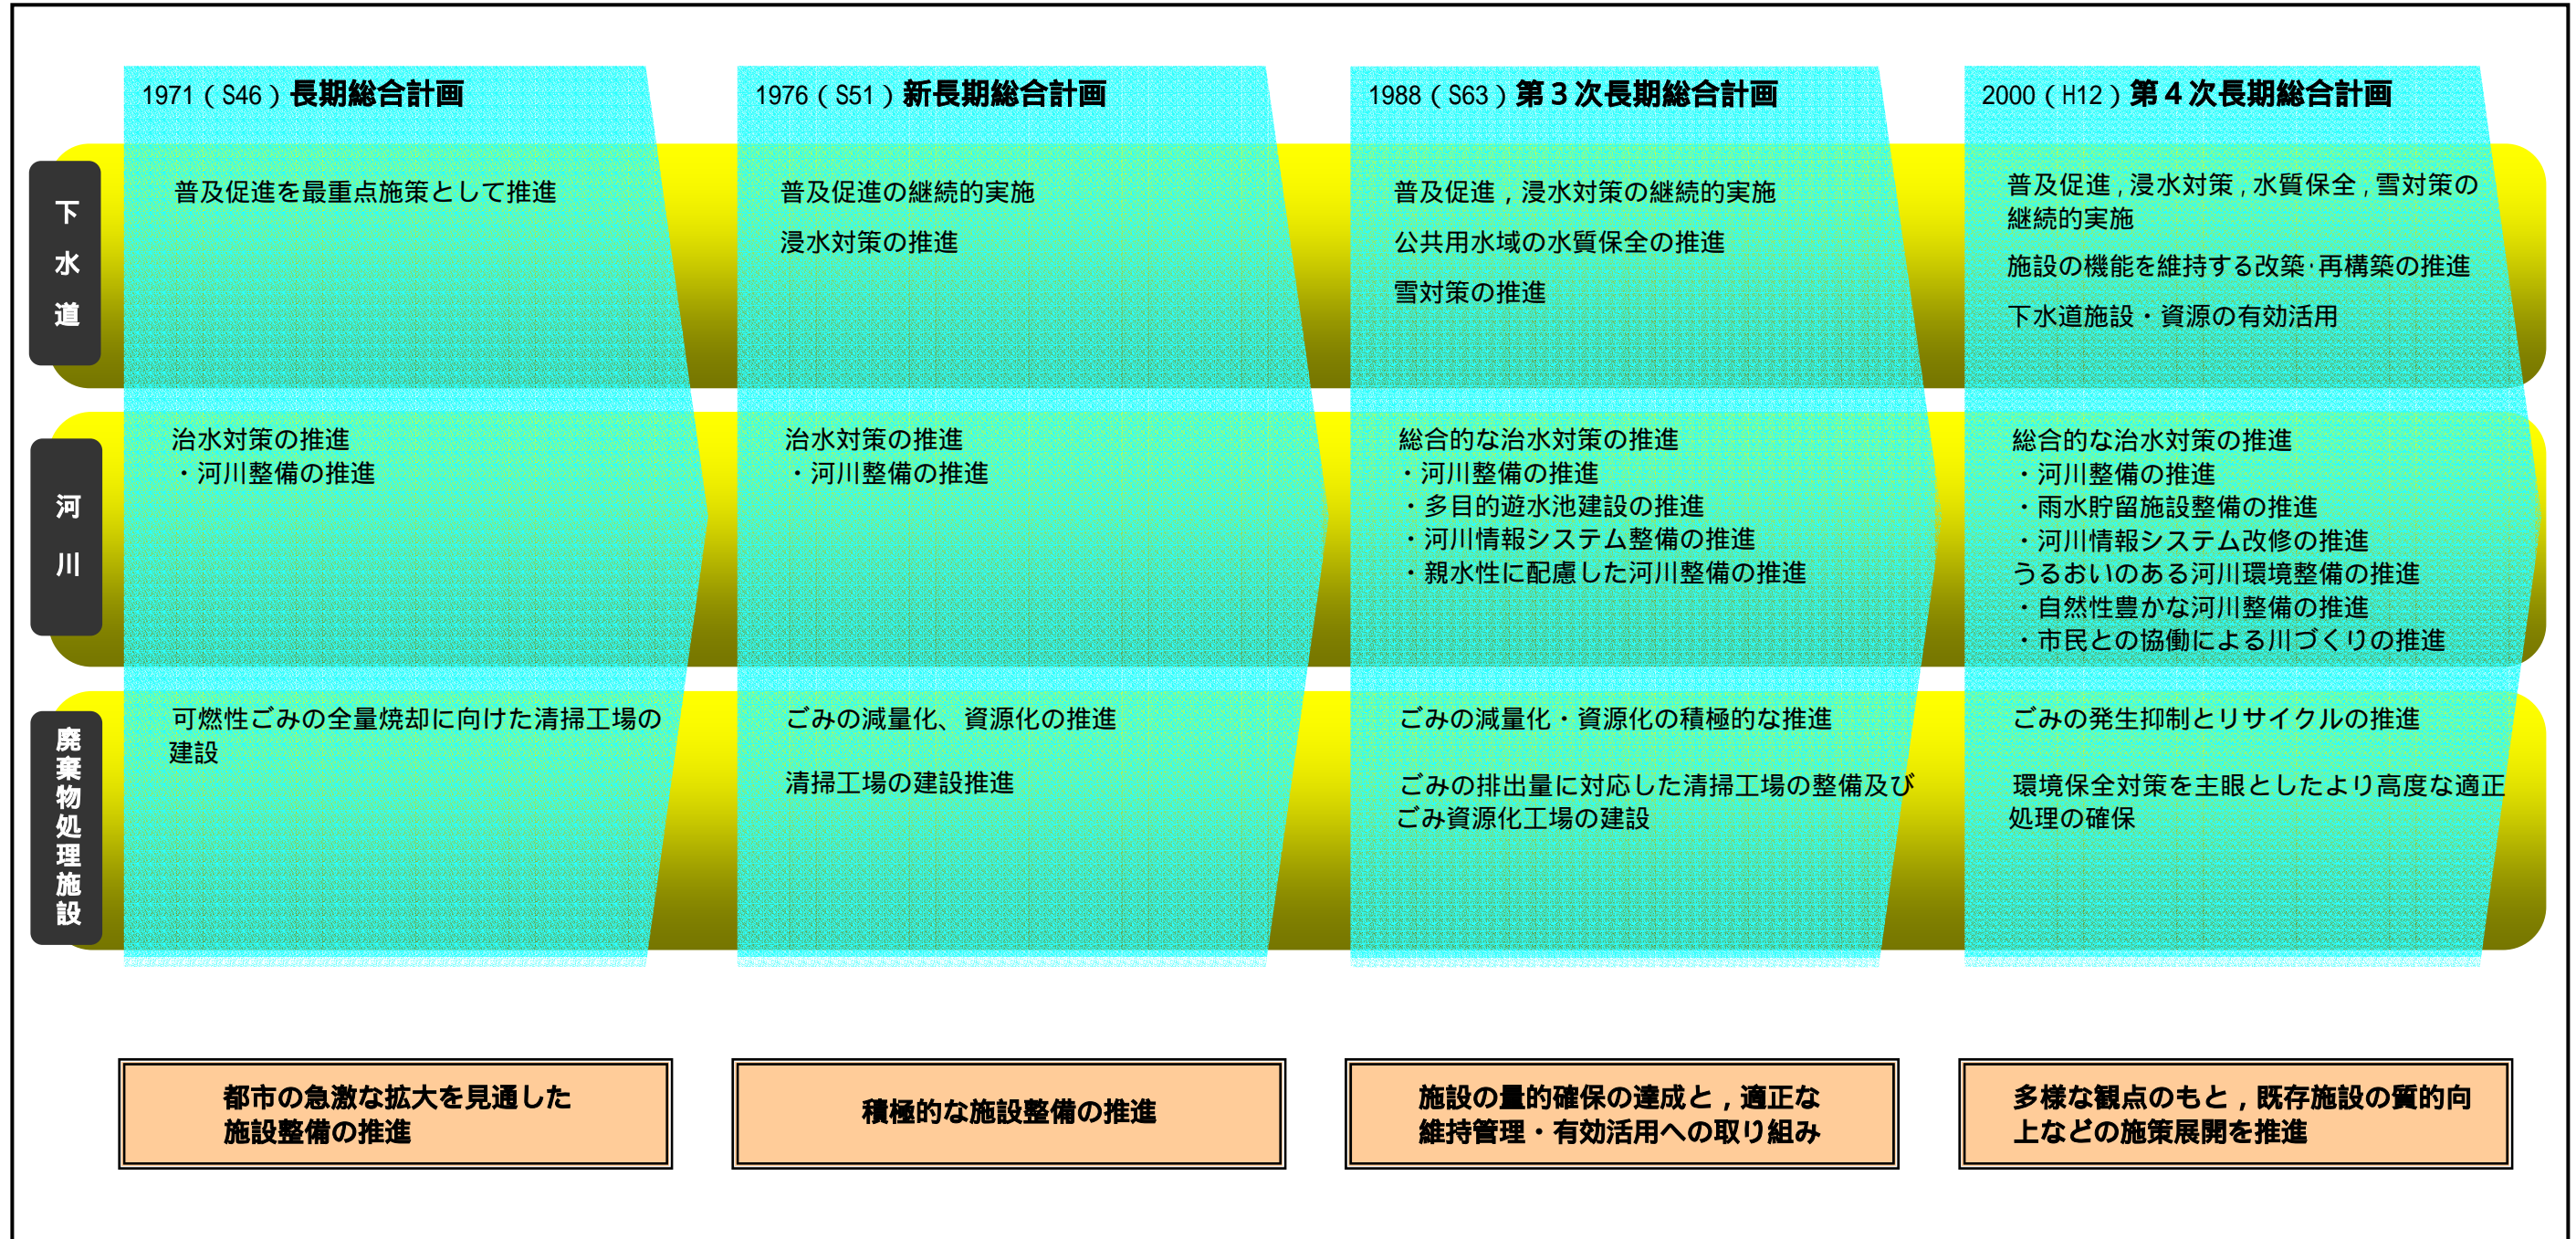 1971（S46）長期総合計画
1976（S51）新長期総合計画
1988（S63）第３次長期総合計画
2000（H12）第４次長期総合計画
下水道
普及促進を最重点施策として推進
普及促進の継続的実施
浸水対策の推進
普及促進，浸水対策の継続的実施
公共用水域の水質保全の推進
雪対策の推進
普及促進，浸水対策，水質保全，雪対策の
継続的実施
施設の機能を維持する改築･再構築の推進
下水道施設・資源の有効活用
河川
治水対策の推進
・河川整備の推進
治水対策の推進
・河川整備の推進
総合的な治水対策の推進
・河川整備の推進
・多目的遊水池建設の推進
・河川情報システム整備の推進
・親水性に配慮した河川整備の推進
総合的な治水対策の推進
・河川整備の推進
・雨水貯留施設整備の推進
・河川情報システム改修の推進
うるおいのある河川環境整備の推進
・自然性豊かな河川整備の推進
・市民との協働による川づくりの推進
廃棄物処理施設
可燃性ごみの全量焼却に向けた清掃工場の
建設
ごみの減量化、資源化の推進
清掃工場の建設推進
ごみの減量化・資源化の積極的な推進
ごみの排出量に対応した清掃工場の整備及び
ごみ資源化工場の建設
ごみの発生抑制とリサイクルの推進
環境保全対策を主眼としたより高度な適正
処理の確保
都市の急激な拡大を見通した
施設整備の推進
積極的な施設整備の推進
施設の量的確保の達成と，適正な
維持管理・有効活用への取り組み
多様な観点のもと，既存施設の質的向
上などの施策展開を推進